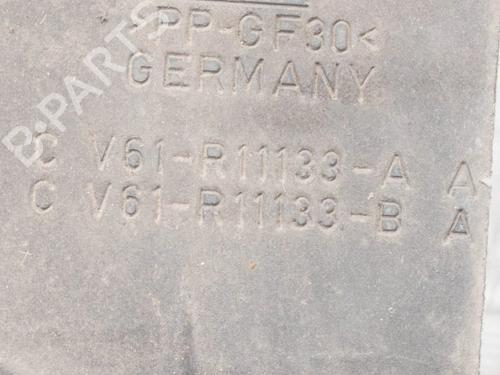 >PP-GF30<
GERMANY
C V61-R11133-A A
C V61-R11133-B A
B-PARTS